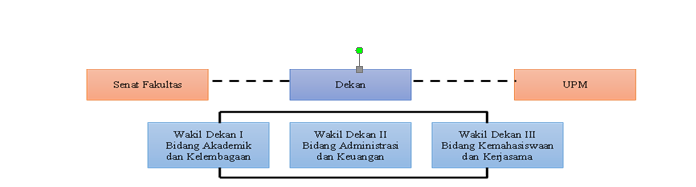 Senat Fakultas
Dekan
UPM
Wakil Dekan I
Bidang Akademik
dan Kelembagaan
Wakil Dekan II
Bidang Administrasi
dan Keuangan
Wakil Dekan III
Bidang Kemahasiswaan
dan Kerjasama